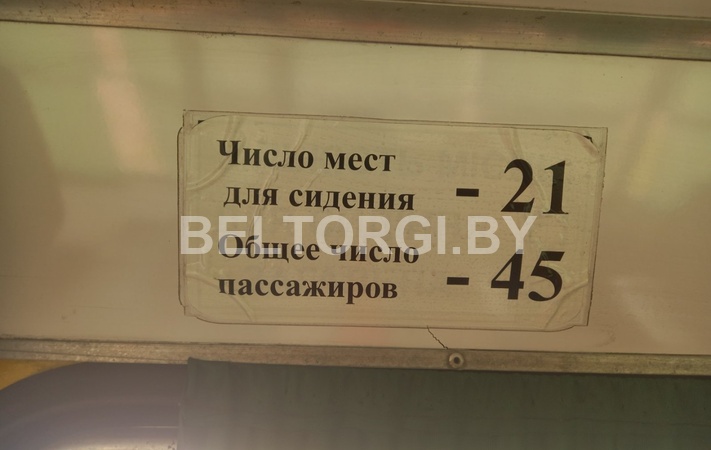 Число мест
для сидения - 21
BELTORGI.BY
Общее число
пассажиров - 45